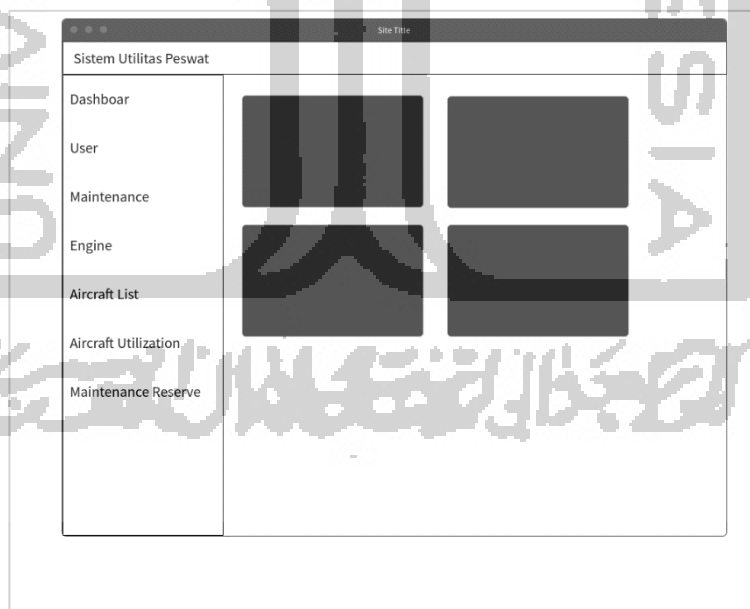 Site Title
Sistem Utilitas Peswat
Dashboar
User
Maintenance
Engine
Aircraft List
Aircraft Utilization
Maintenance Reserve